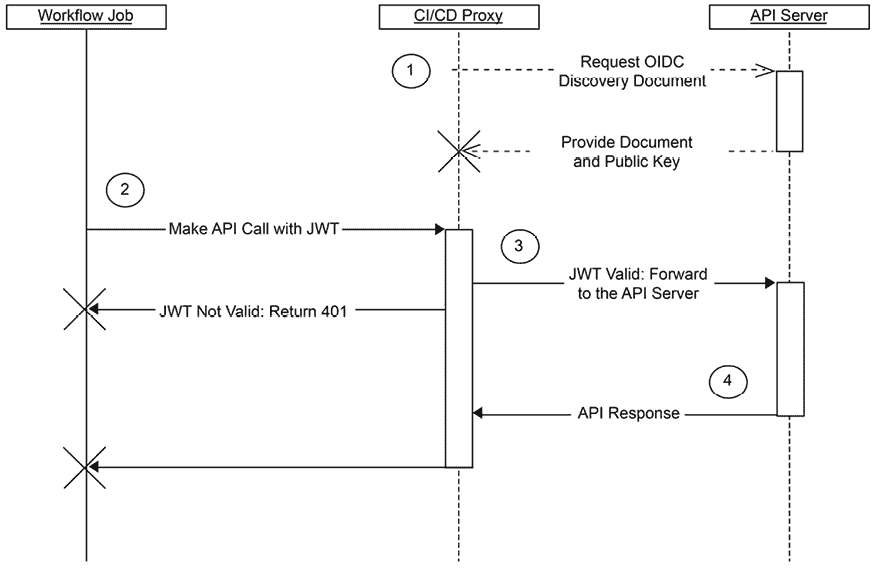 Workflow Job
CI/CD Proxy
API Server
1
Request OIDC
Discovery Document
Provide Document
and Public Key
2
Make API Call with JWT
3
JWT Valid: Forward
to the API Server
JWT Not Valid: Return 401
4
API Response